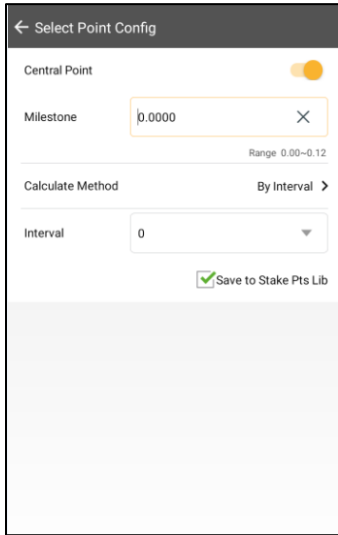 Select Point Config
Central Point
Milestone 0.0000
Range 0.00~0.12
Calculate Method By Interval
Interval 0
Save to Stake Pts Lib